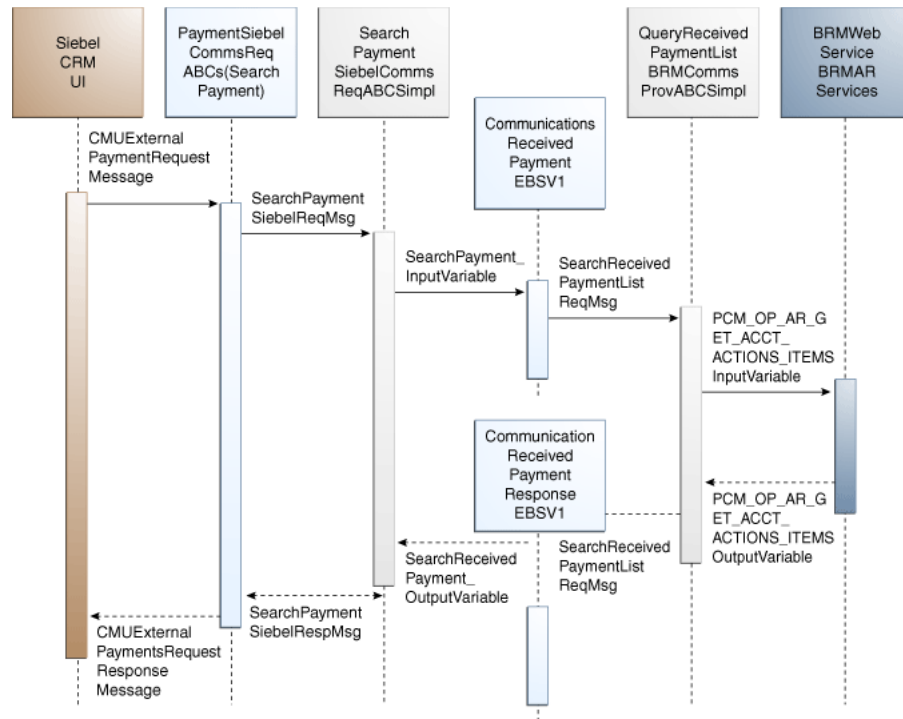 Siebel
CRM
UI
PaymentSiebel
CommsReq
ABCs(Search
Payment)
Search
Payment
SiebelComms
ReqABCSImpl
QueryReceived
PaymentList
BRMComms
ProvABCSImpl
BRMWeb
Service
BRMAR
Services
Communications
Received
Payment
EBSV1
CMUExternal
PaymentRequest
Message
SearchPayment
SiebelReqMsg
SearchPayment_
InputVariable
SearchReceived
PaymentList
ReqMsg
PCM_OP_AR_G
ET_ACCT_
ACTIONS_ITEMS
InputVariable
Communication
Received
Payment
Response
EBSV1
PCM_OP_AR_G
ET_ACCT_
ACTIONS_ITEMS
OutputVariable
SearchReceived
PaymentList
ReqMsg
SearchReceived
Payment_
OutputVariable
SearchPayment
SiebelRespMsg
CMUExternal
PaymentsRequest
Response
Message